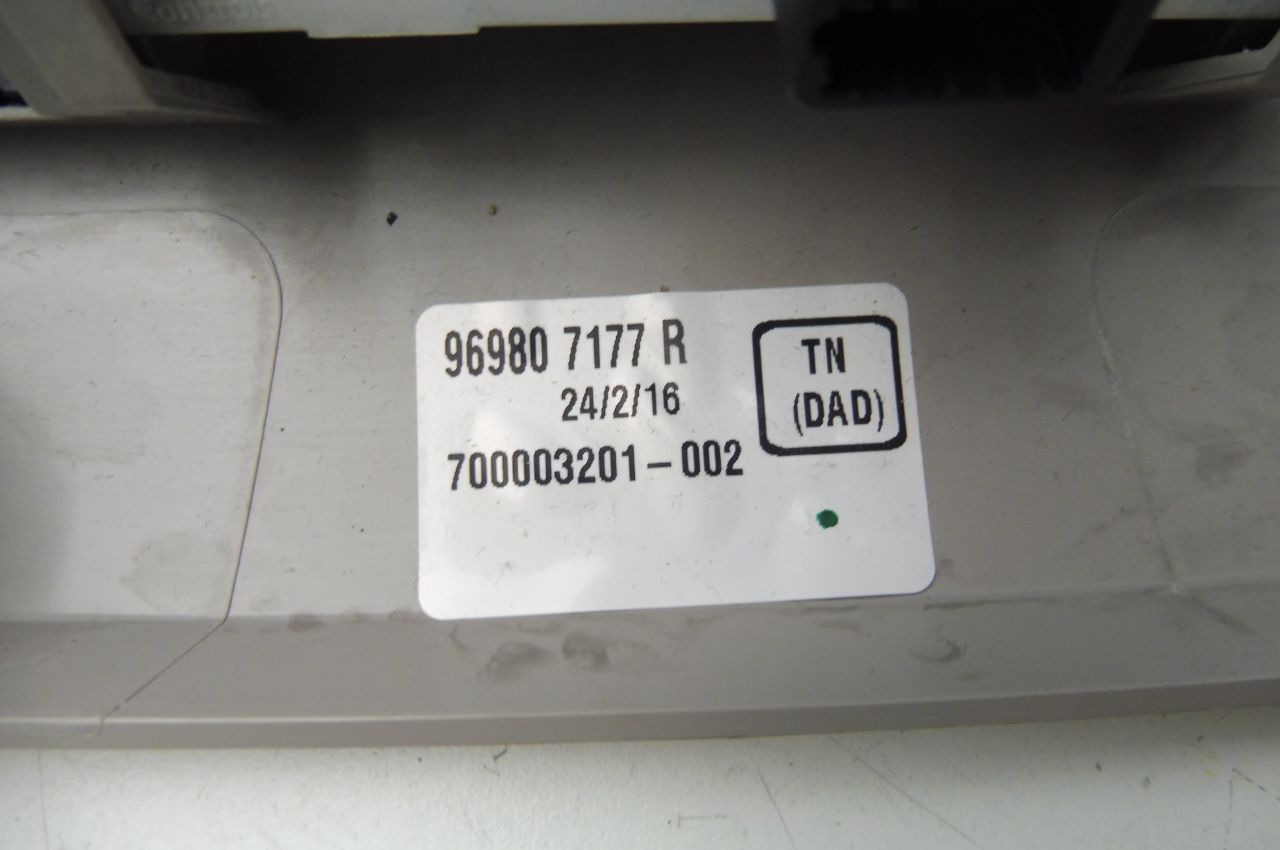 96980 7177 R
24/2/16
700003201-002
TN
(DAD)